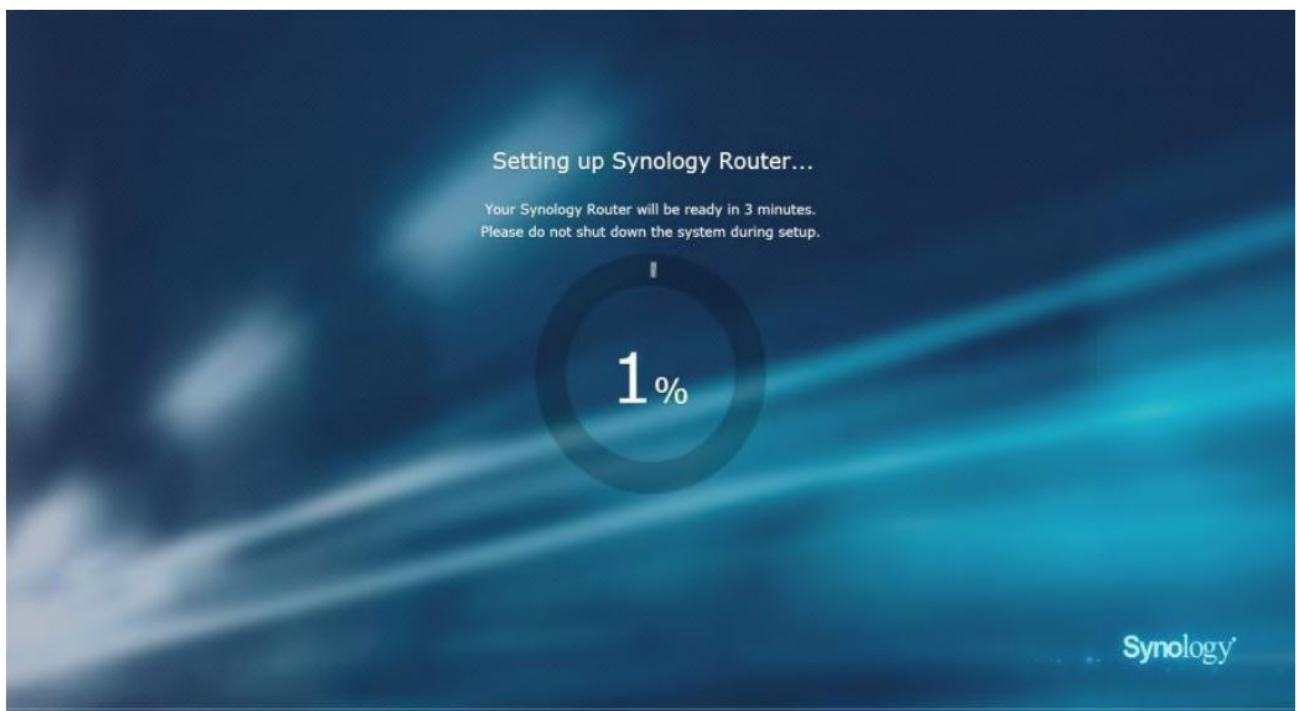 Setting up Synology Router...
Your Synology Router will be ready in 3 minutes.
Please do not shut down the system during setup.
1%
Synology